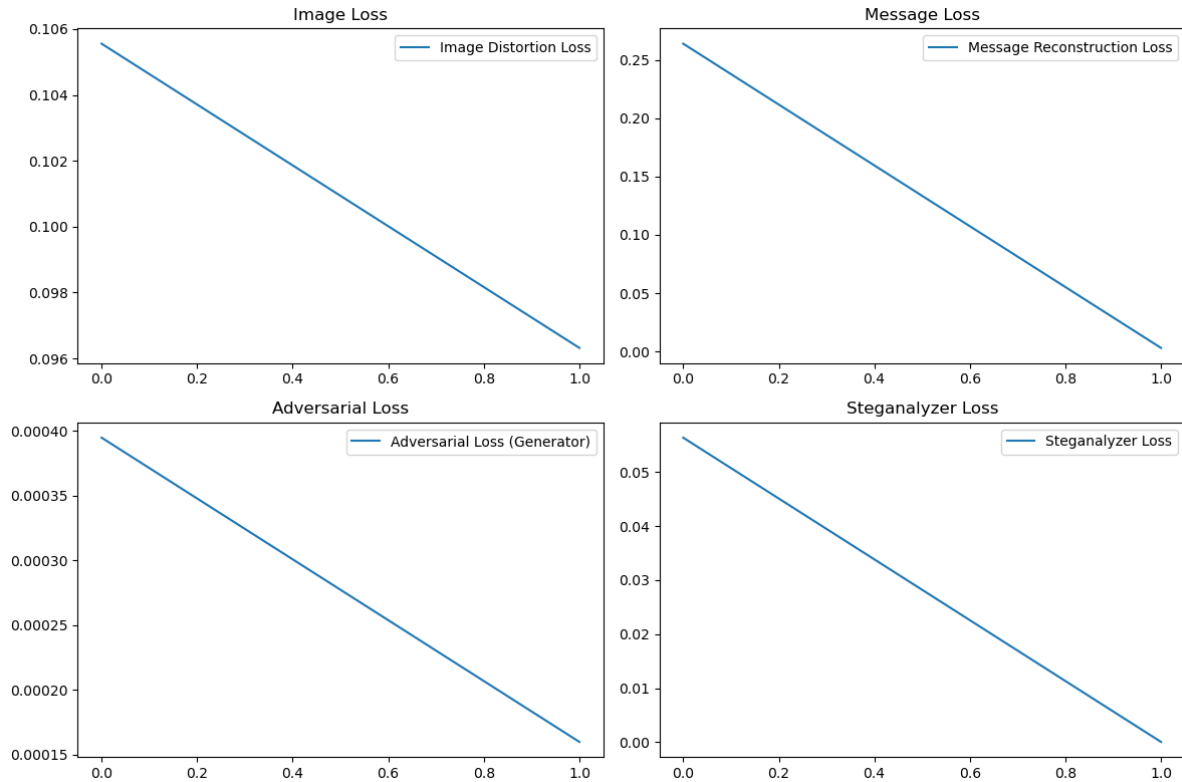 Image Loss
Image Distortion Loss
0.106
0.104
0.102
0.100
0.098
0.096
0.0 0.2 0.4 0.6 0.8 1.0
Message Loss
Message Reconstruction Loss
0.25
0.20
0.15
0.10
0.05
0.00
0.0 0.2 0.4 0.6 0.8 1.0
Adversarial Loss
Adversarial Loss (Generator)
0.00040
0.00035
0.00030
0.00025
0.00020
0.00015
0.0 0.2 0.4 0.6 0.8 1.0
Steganalyzer Loss
Steganalyzer Loss
0.05
0.04
0.03
0.02
0.01
0.00
0.0 0.2 0.4 0.6 0.8 1.0